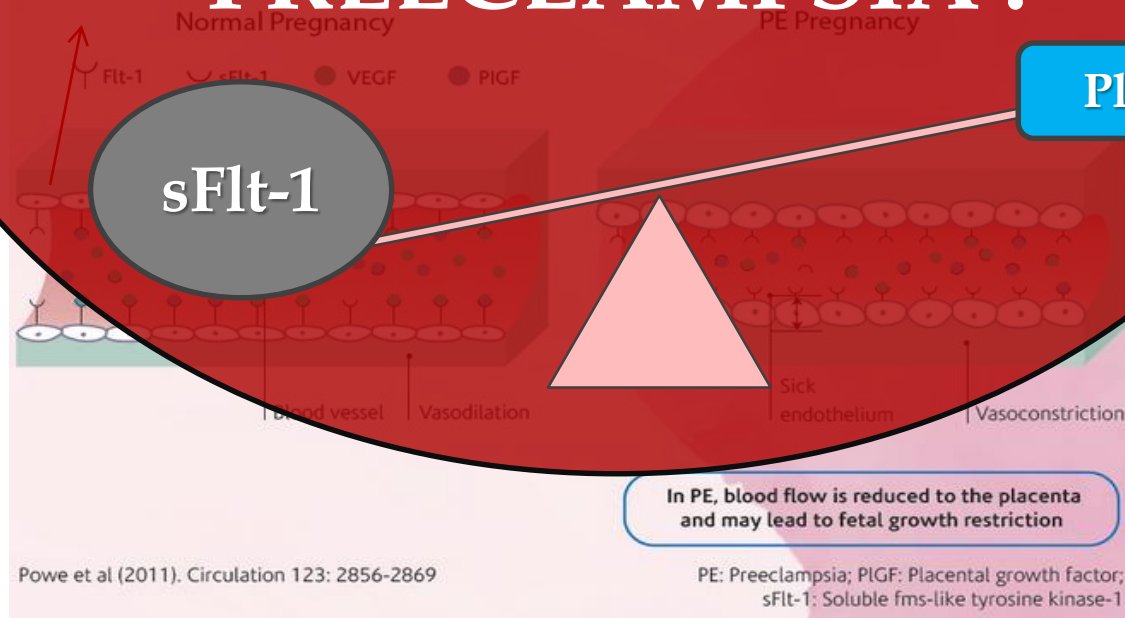 PREECLAMPSIA ?
Normal Pregnancy
PE Pregnancy
Flt-1
sFlt-1
VEGF
PlGF
Pl
sFlt-1
Blood vessel
Vasodilation
Sick
endothelium
Vasoconstriction
In PE, blood flow is reduced to the placenta
and may lead to fetal growth restriction
Powe et al (2011). Circulation 123: 2856-2869
PE: Preeclampsia; PlGF: Placental growth factor;
sFlt-1: Soluble fms-like tyrosine kinase-1